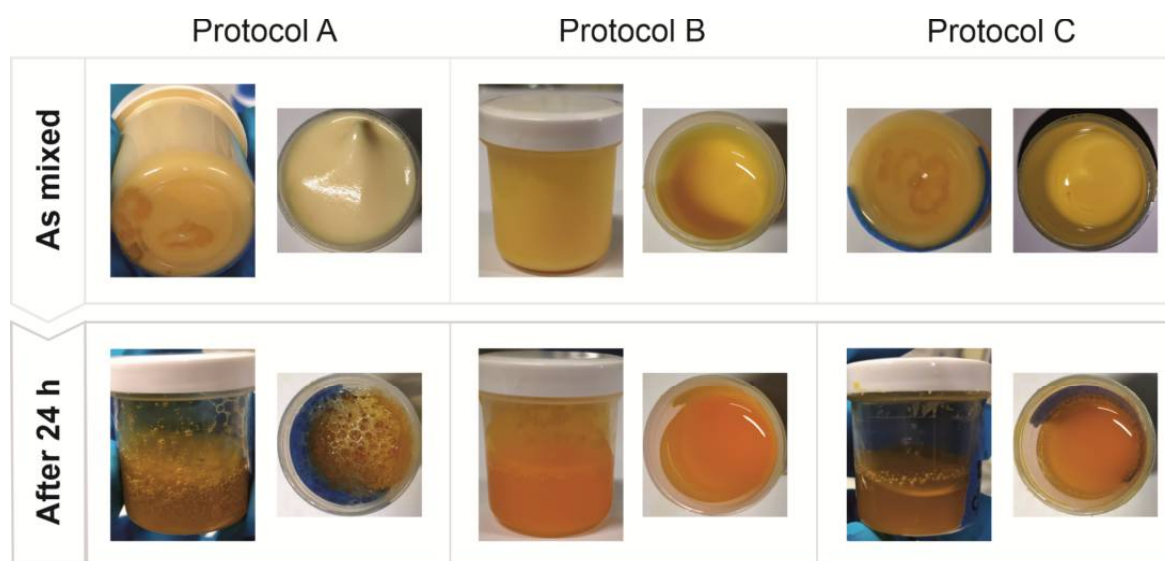 Protocol A
Protocol B
Protocol C
As mixed
After 24 h